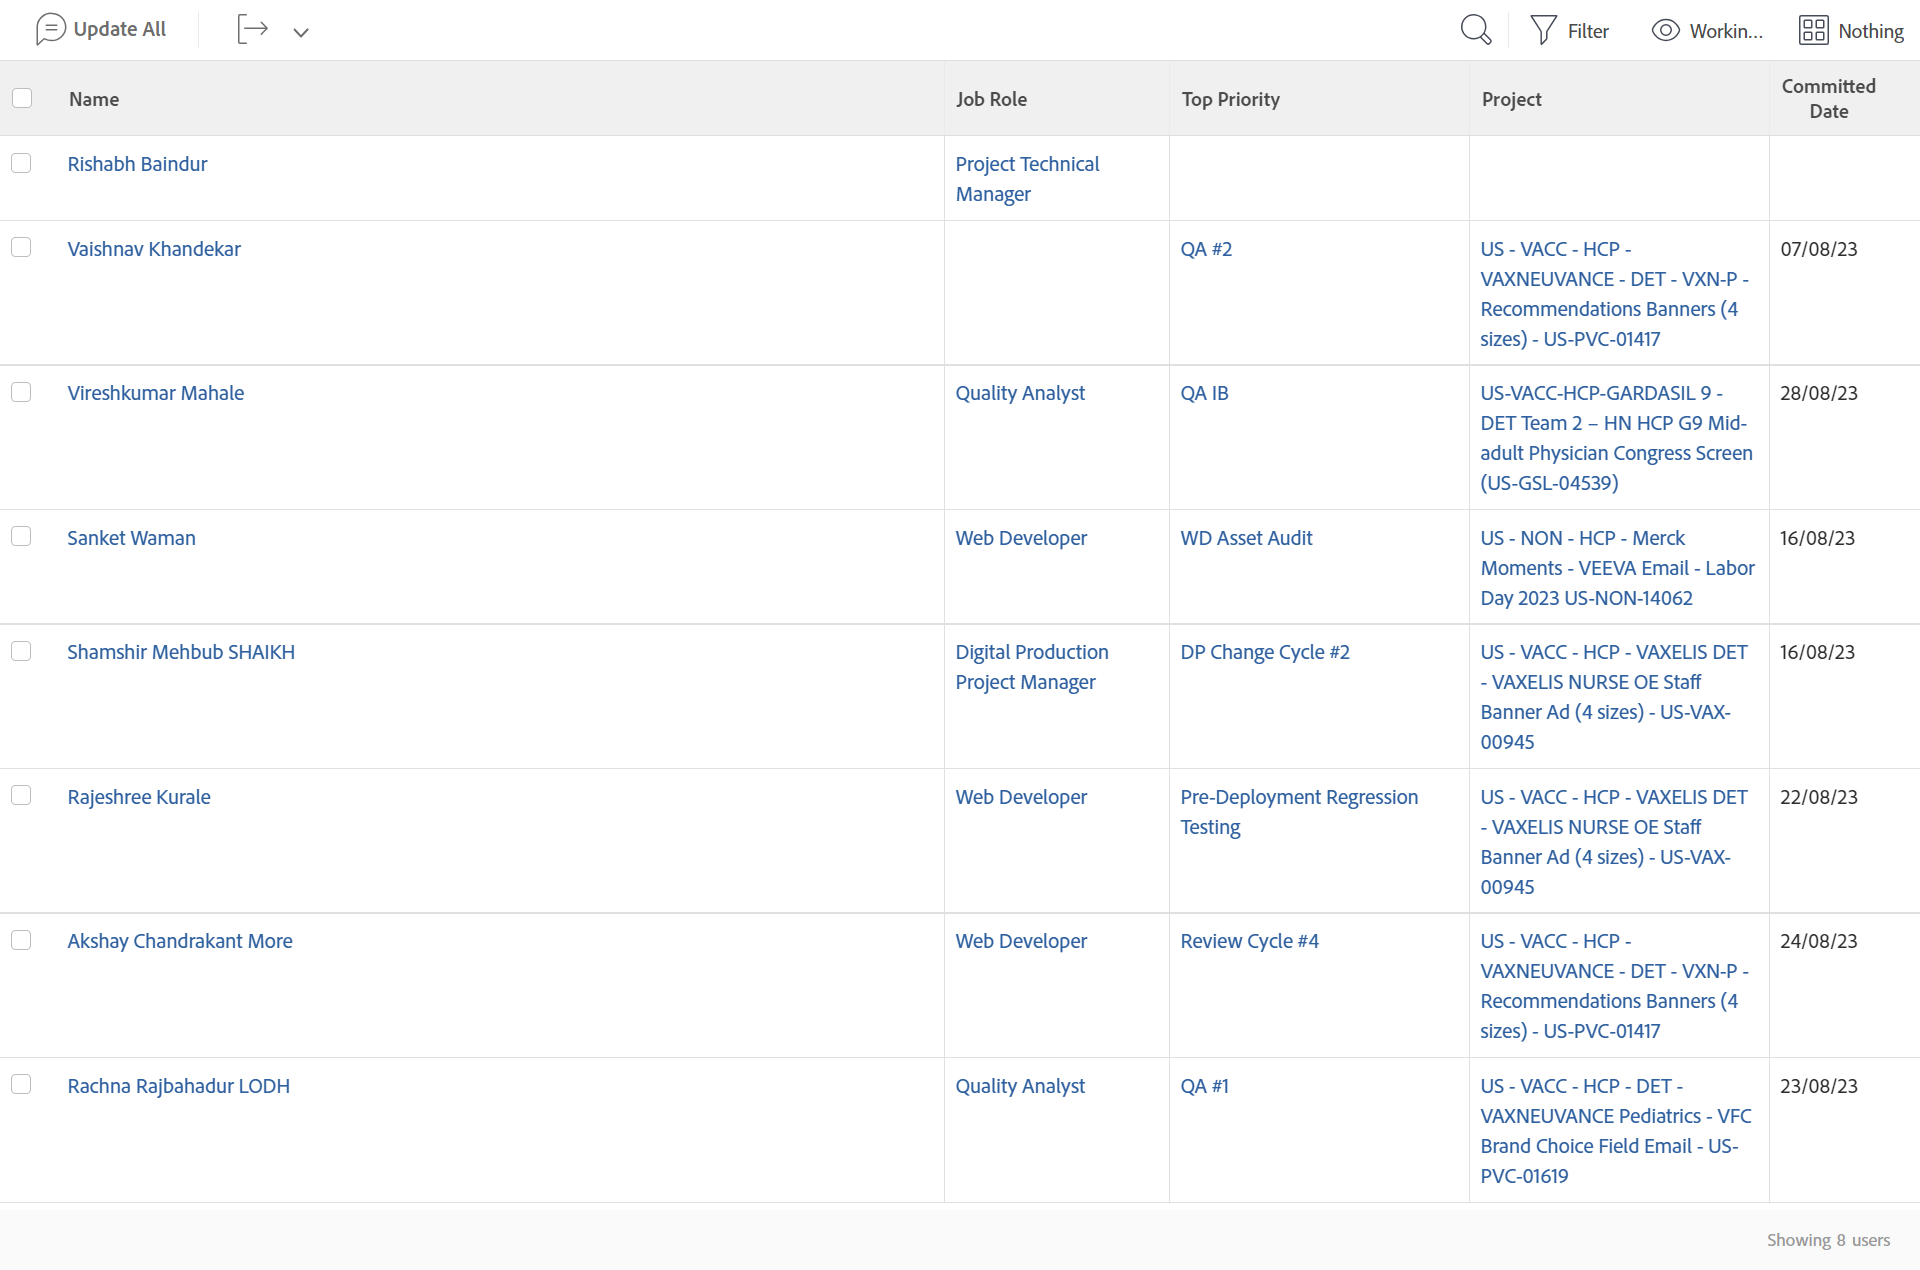 Update All
Filter
Workin...
Nothing
Name
Job Role
Top Priority
Project
Committed
Date
Rishabh Baindur
Project Technical
Manager
Vaishnav Khandekar
QA #2
US - VACC - HCP -
VAXNEUVANCE - DET - VXN-P -
Recommendations Banners (4
sizes) - US-PVC-01417
07/08/23
Vireshkumar Mahale
Quality Analyst
QA IB
US-VACC-HCP-GARDASIL 9 -
DET Team 2 – HN HCP G9 Mid-
adult Physician Congress Screen
(US-GSL-04539)
28/08/23
Sanket Waman
Web Developer
WD Asset Audit
US - NON - HCP - Merck
Moments - VEEVA Email - Labor
Day 2023 US-NON-14062
16/08/23
Shamshir Mehbub SHAIKH
Digital Production
Project Manager
DP Change Cycle #2
US - VACC - HCP - VAXELIS DET
- VAXELIS NURSE OE Staff
Banner Ad (4 sizes) - US-VAX-
00945
16/08/23
Rajeshree Kurale
Web Developer
Pre-Deployment Regression
Testing
US - VACC - HCP - VAXELIS DET
- VAXELIS NURSE OE Staff
Banner Ad (4 sizes) - US-VAX-
00945
22/08/23
Akshay Chandrakant More
Web Developer
Review Cycle #4
US - VACC - HCP -
VAXNEUVANCE - DET - VXN-P -
Recommendations Banners (4
sizes) - US-PVC-01417
24/08/23
Rachna Rajbahadur LODH
Quality Analyst
QA #1
US - VACC - HCP - DET -
VAXNEUVANCE Pediatrics - VFC
Brand Choice Field Email - US-
PVC-01619
23/08/23
Showing 8 users